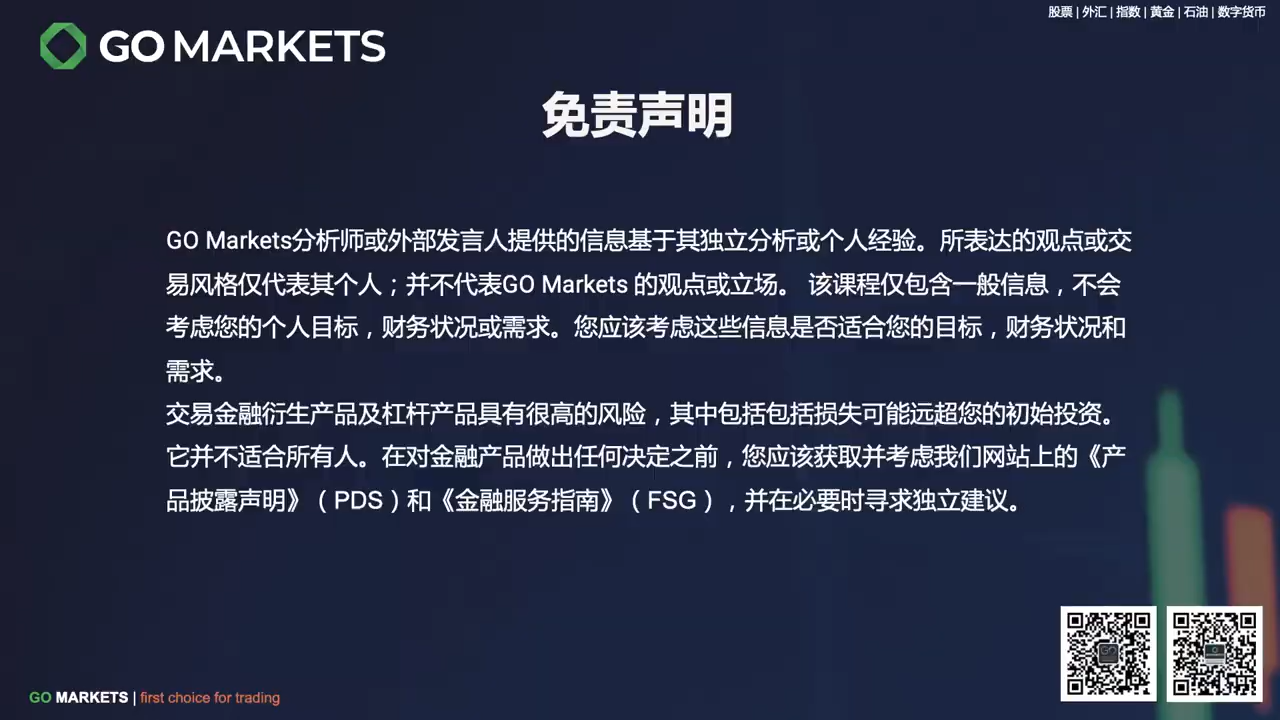 股票 | 外汇 | 指数 | 黄金 | 石油 | 数字货币
GO MARKETS
免责声明
GO Markets分析师或外部发言人提供的信息基于其独立分析或个人经验。所表达的观点或交
易风格仅代表其个人；并不代表GO Markets 的观点或立场。 该课程仅包含一般信息，不会
考虑您的个人目标，财务状况或需求。您应该考虑这些信息是否适合您的目标，财务状况和
需求。
交易金融衍生产品及杠杆产品具有很高的风险，其中包括包括损失可能远超您的初始投资。
它并不适合所有人。在对金融产品做出任何决定之前，您应该获取并考虑我们网站上的《产
品披露声明》（PDS）和《金融服务指南》（FSG），并在必要时寻求独立建议。
GO MARKETS | first choice for trading